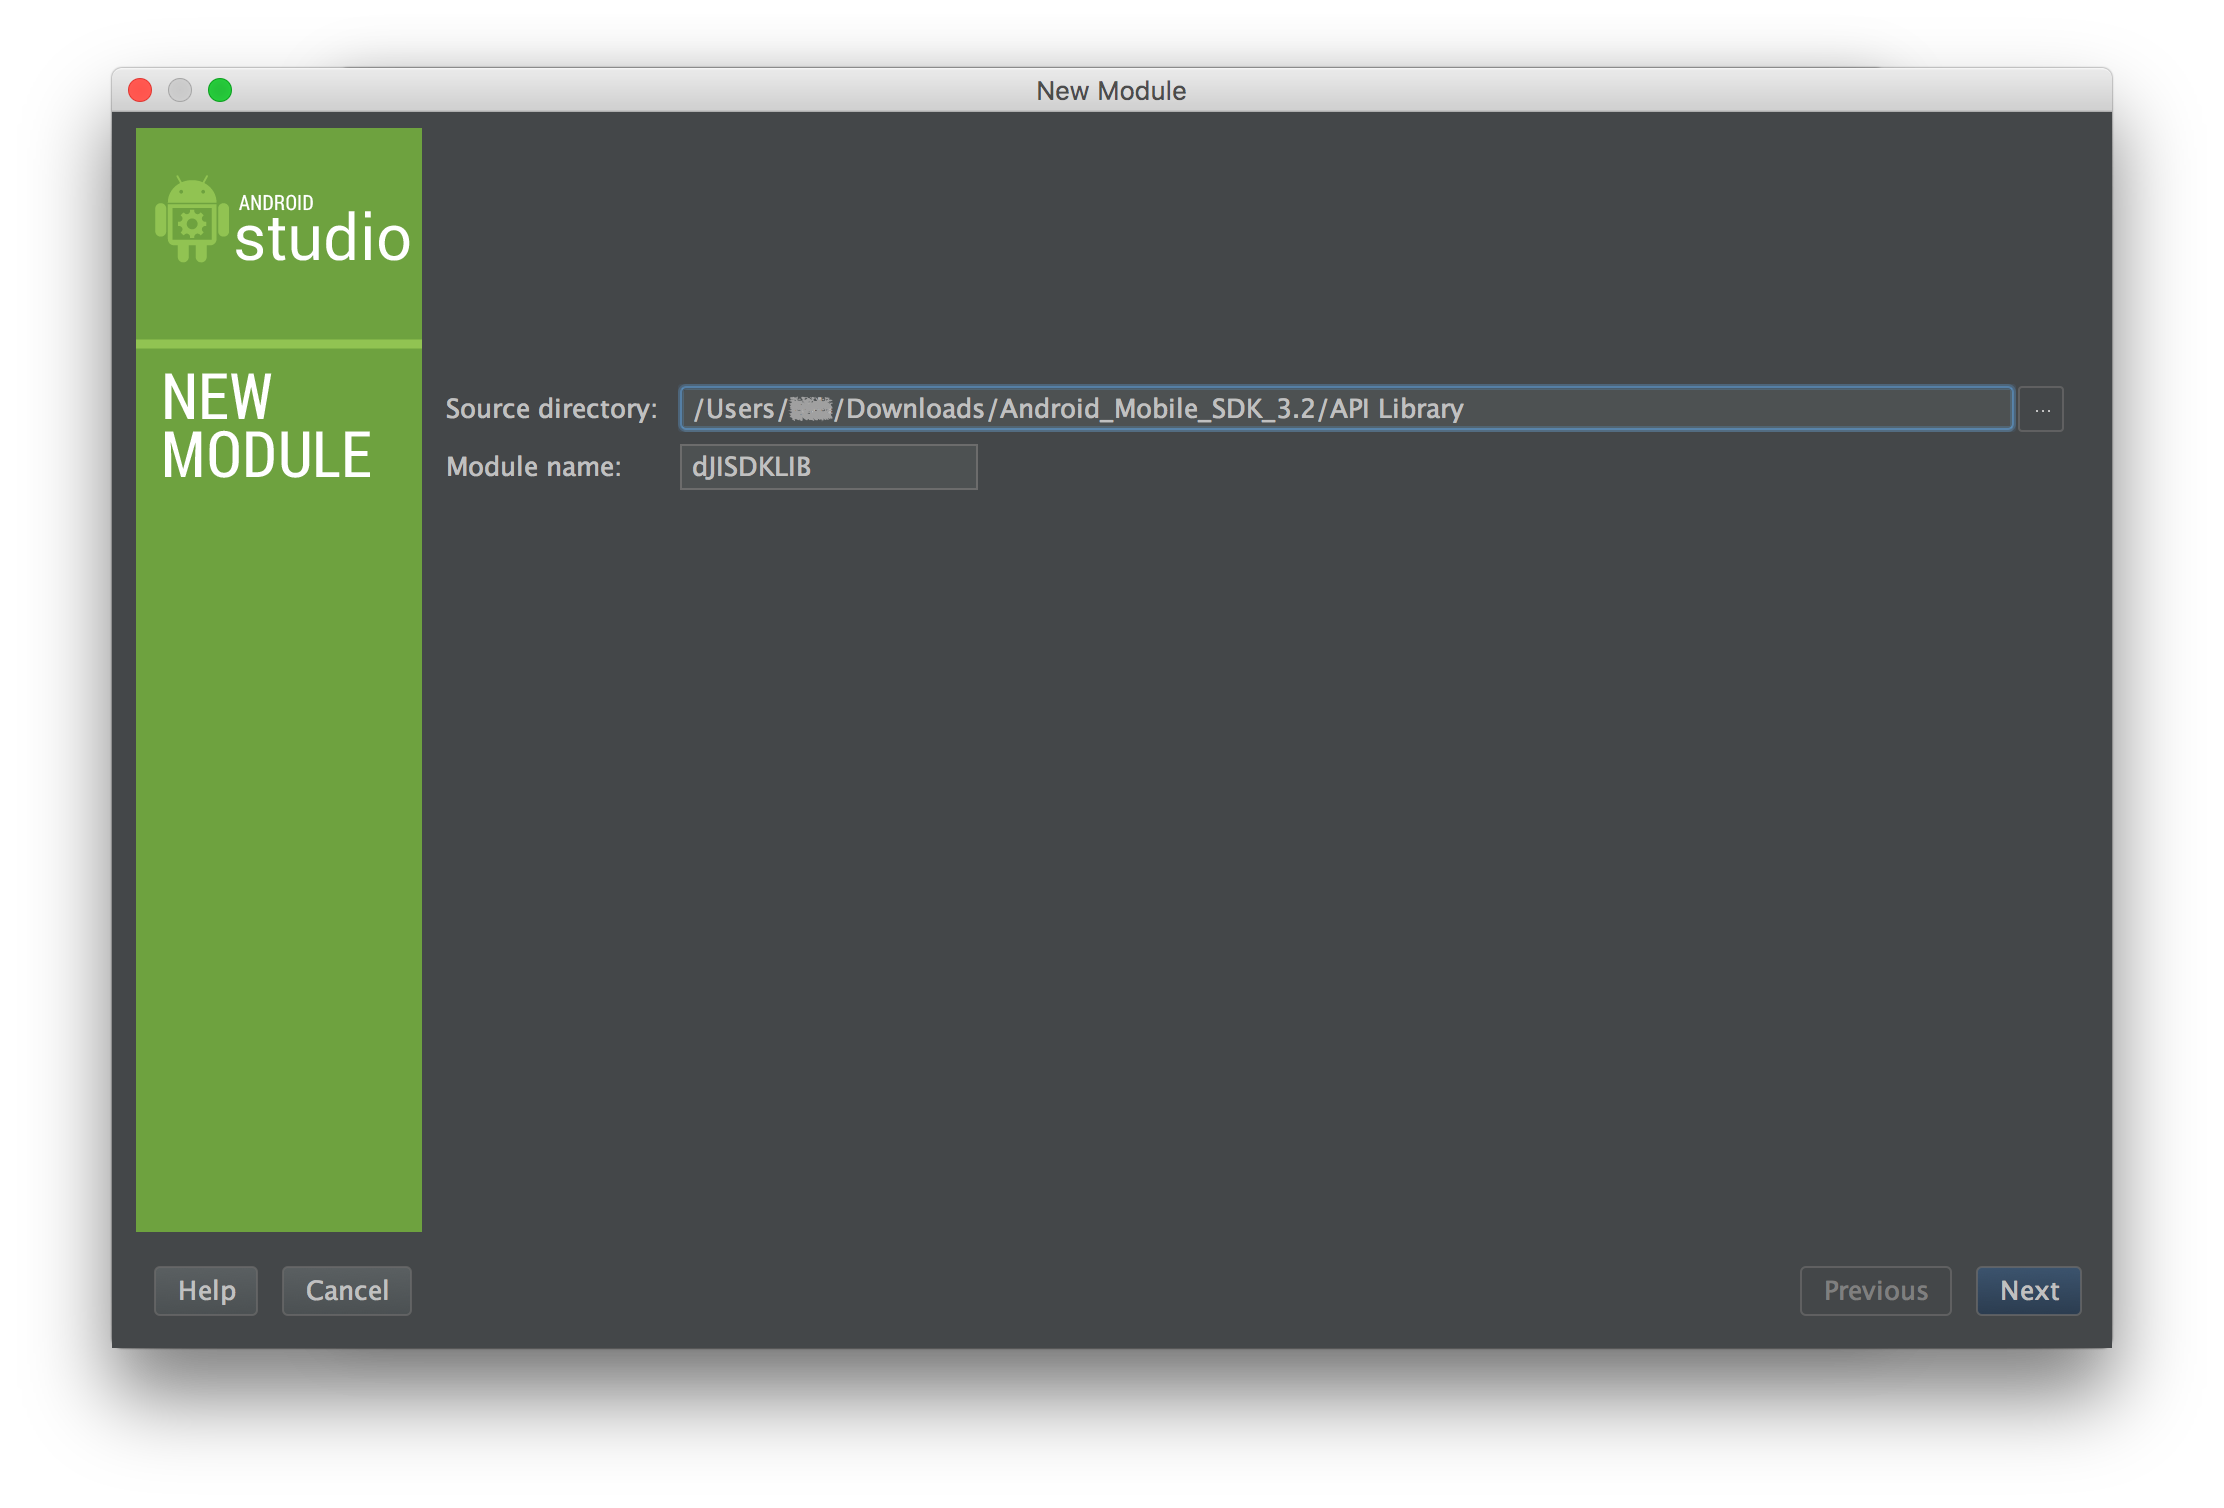 New Module
ANDROID
studio
NEW
MODULE
Source directory: /Users/ /Downloads/Android_Mobile_SDK_3.2/API Library ...
Module name: dJISDKLIB
Help Cancel Previous Next